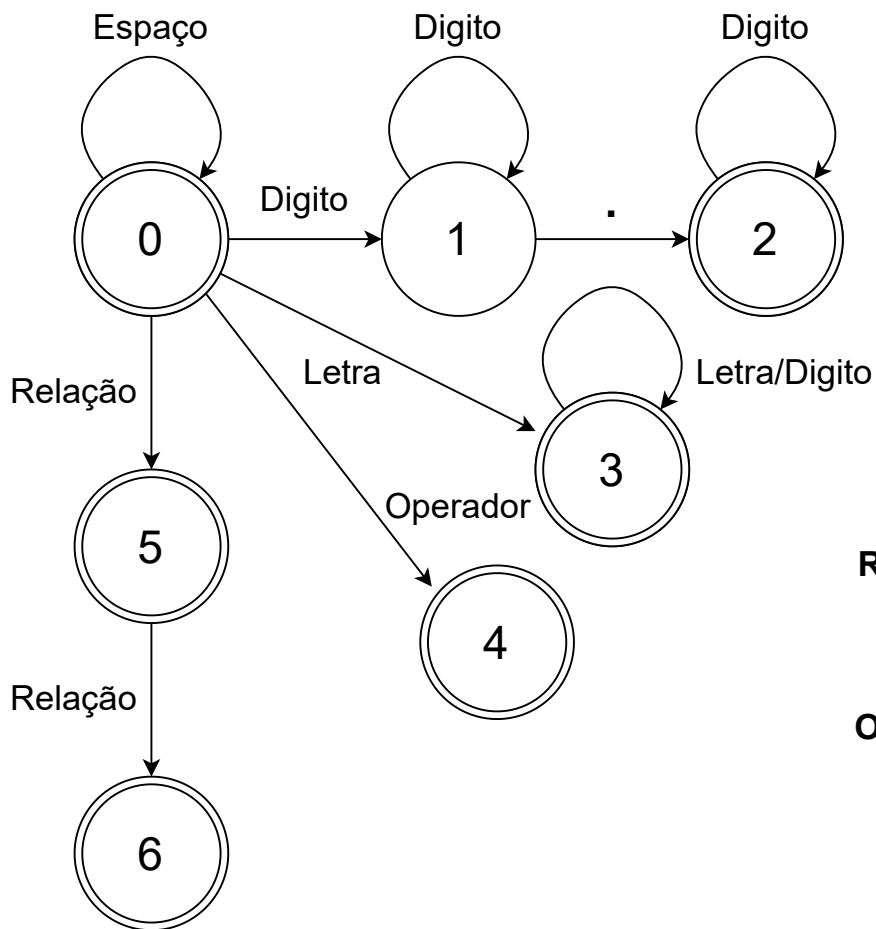 Espaço Digito Digito
0 Digito 1 . 2
Relação Letra Letra/Digito
3
Operador
5
R
4
Relação
O
6